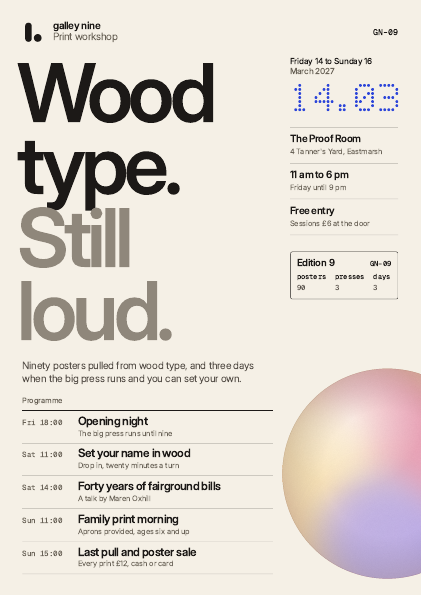 galley nine
Print workshop
GN-09
Wood
type.
Still
loud.
Friday 14 to Sunday 16
March 2027
14.03
The Proof Room
4 Tanner's Yard, Eastmarsh
11 am to 6 pm
Friday until 9 pm
Free entry
Sessions £6 at the door
Edition 9 GN-09
posters presses days
90 3 3
Ninety posters pulled from wood type, and three days
when the big press runs and you can set your own.
Programme
Fri 18:00 Opening night
The big press runs until nine
Sat 11:00 Set your name in wood
Drop in, twenty minutes a turn
Sat 14:00 Forty years of fairground bills
A talk by Maren Oxhill
Sun 11:00 Family print morning
Aprons provided, ages six and up
Sun 15:00 Last pull and poster sale
Every print £12, cash or card